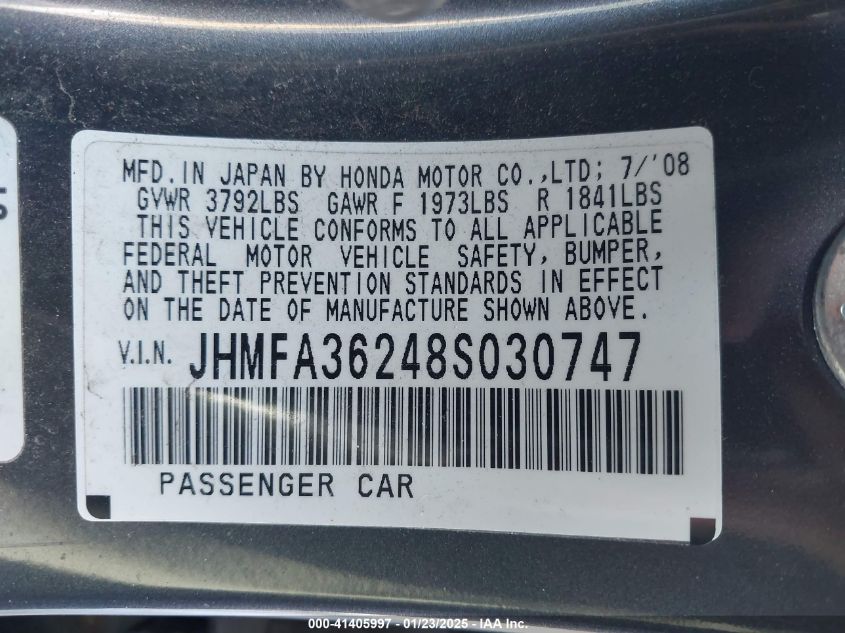 MFD. IN JAPAN BY HONDA MOTOR CO.,LTD; 7/'08
GVWR 3792LBS GAWR F 1973LBS R 1841LBS
THIS VEHICLE CONFORMS TO ALL APPLICABLE
FEDERAL MOTOR VEHICLE SAFETY, BUMPER,
AND THEFT PREVENTION STANDARDS IN EFFECT
ON THE DATE OF MANUFACTURE SHOWN ABOVE.
V.I.N. JHMFA36248S030747
PASSENGER CAR
000-41405997 - 01/23/2025 - IAA Inc.